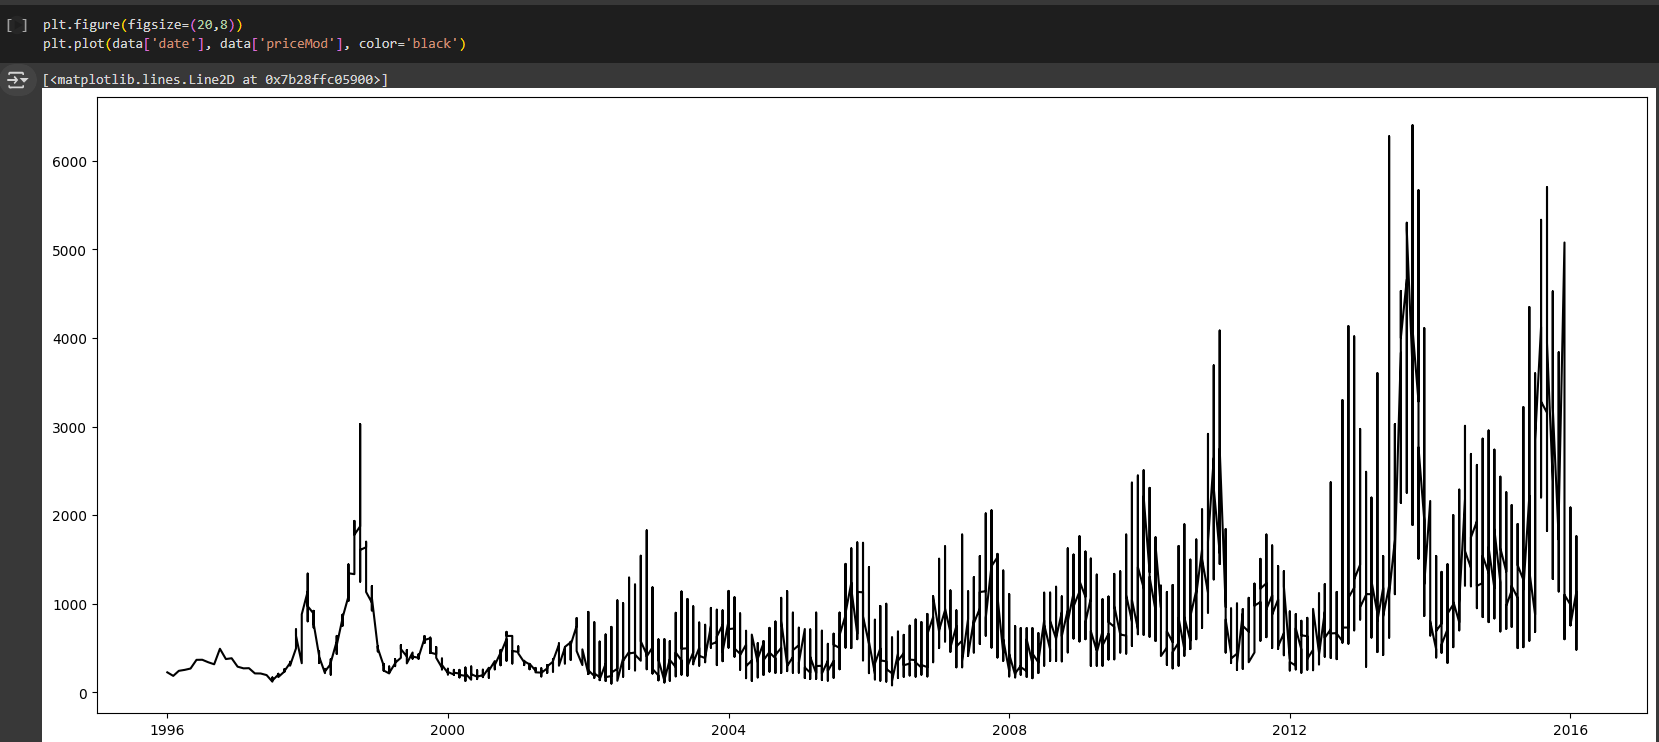 [ ] plt.figure(figsize=(20,8))
plt.plot(data['date'], data['priceMod'], color='black')
[<matplotlib.lines.Line2D at 0x7b28ffc05900>]
6000
5000
4000
3000
2000
1000
0
1996 2000 2004 2008 2012 2016